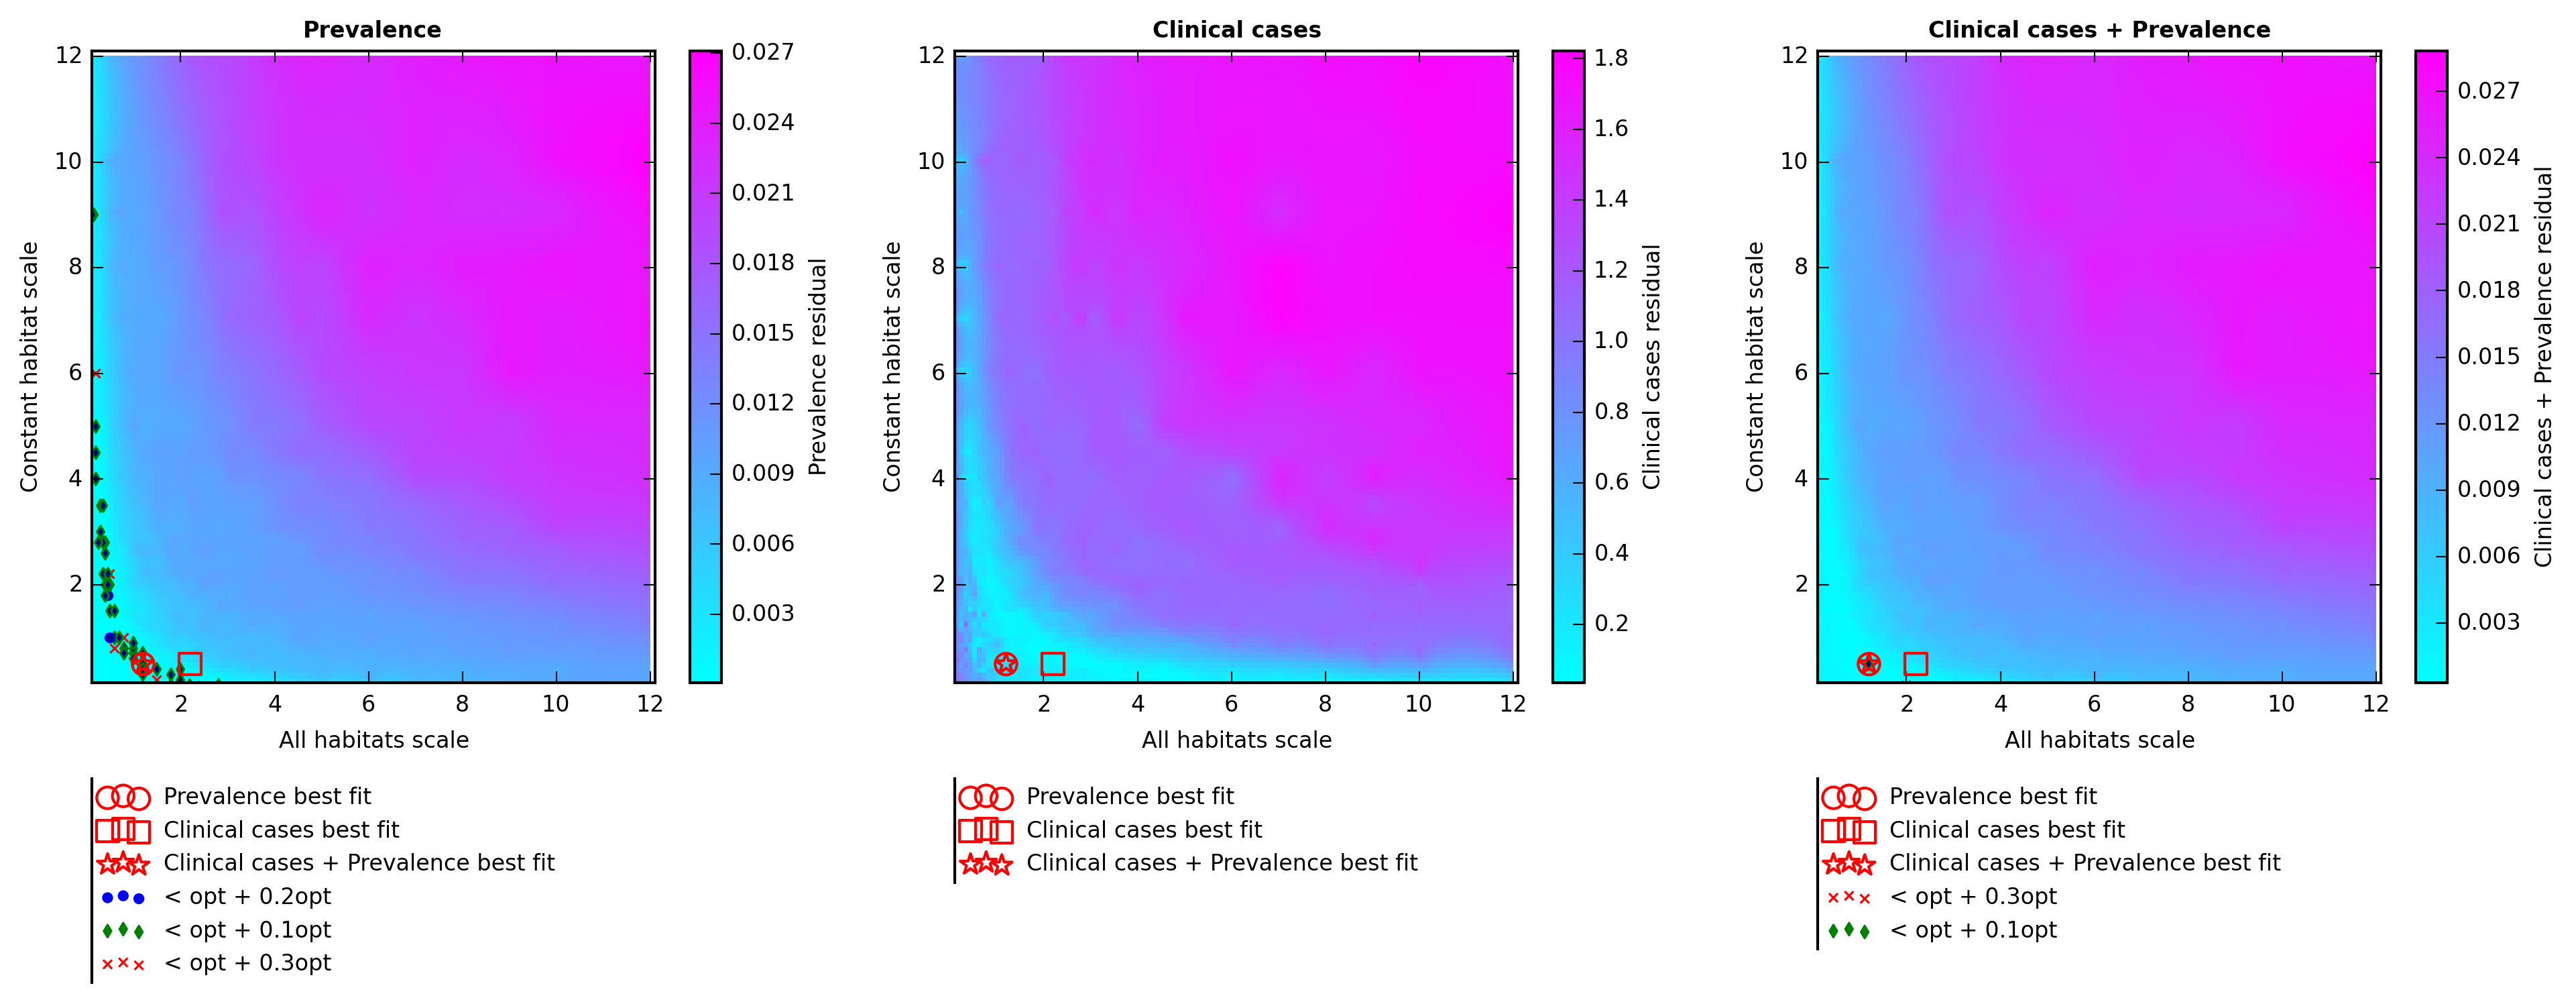 Prevalence
12
10
8
6
4
2
2 4 6 8 10 12
Constant habitat scale
All habitats scale
0.027
0.024
0.021
0.018
0.015
0.012
0.009
0.006
0.003
Prevalence residual
Prevalence best fit
Clinical cases best fit
Clinical cases + Prevalence best fit
< opt + 0.2opt
< opt + 0.1opt
< opt + 0.3opt
Clinical cases
12
10
8
6
4
2
2 4 6 8 10 12
Constant habitat scale
All habitats scale
1.8
1.6
1.4
1.2
1.0
0.8
0.6
0.4
0.2
Clinical cases residual
Prevalence best fit
Clinical cases best fit
Clinical cases + Prevalence best fit
Clinical cases + Prevalence
12
10
8
6
4
2
2 4 6 8 10 12
Constant habitat scale
All habitats scale
0.027
0.024
0.021
0.018
0.015
0.012
0.009
0.006
0.003
Clinical cases + Prevalence residual
Prevalence best fit
Clinical cases best fit
Clinical cases + Prevalence best fit
< opt + 0.3opt
< opt + 0.1opt